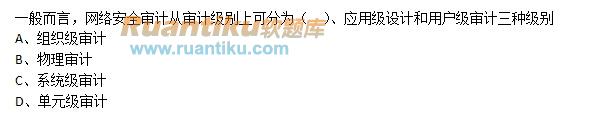 一般而言，网络安全审计从审计级别上可分为（　）、应用级设计和用户级审计三种级别
Ruantiku软题库
www.ruantiku.com
A、组织级审计
B、物理审计
C、系统级审计
D、单元级审计